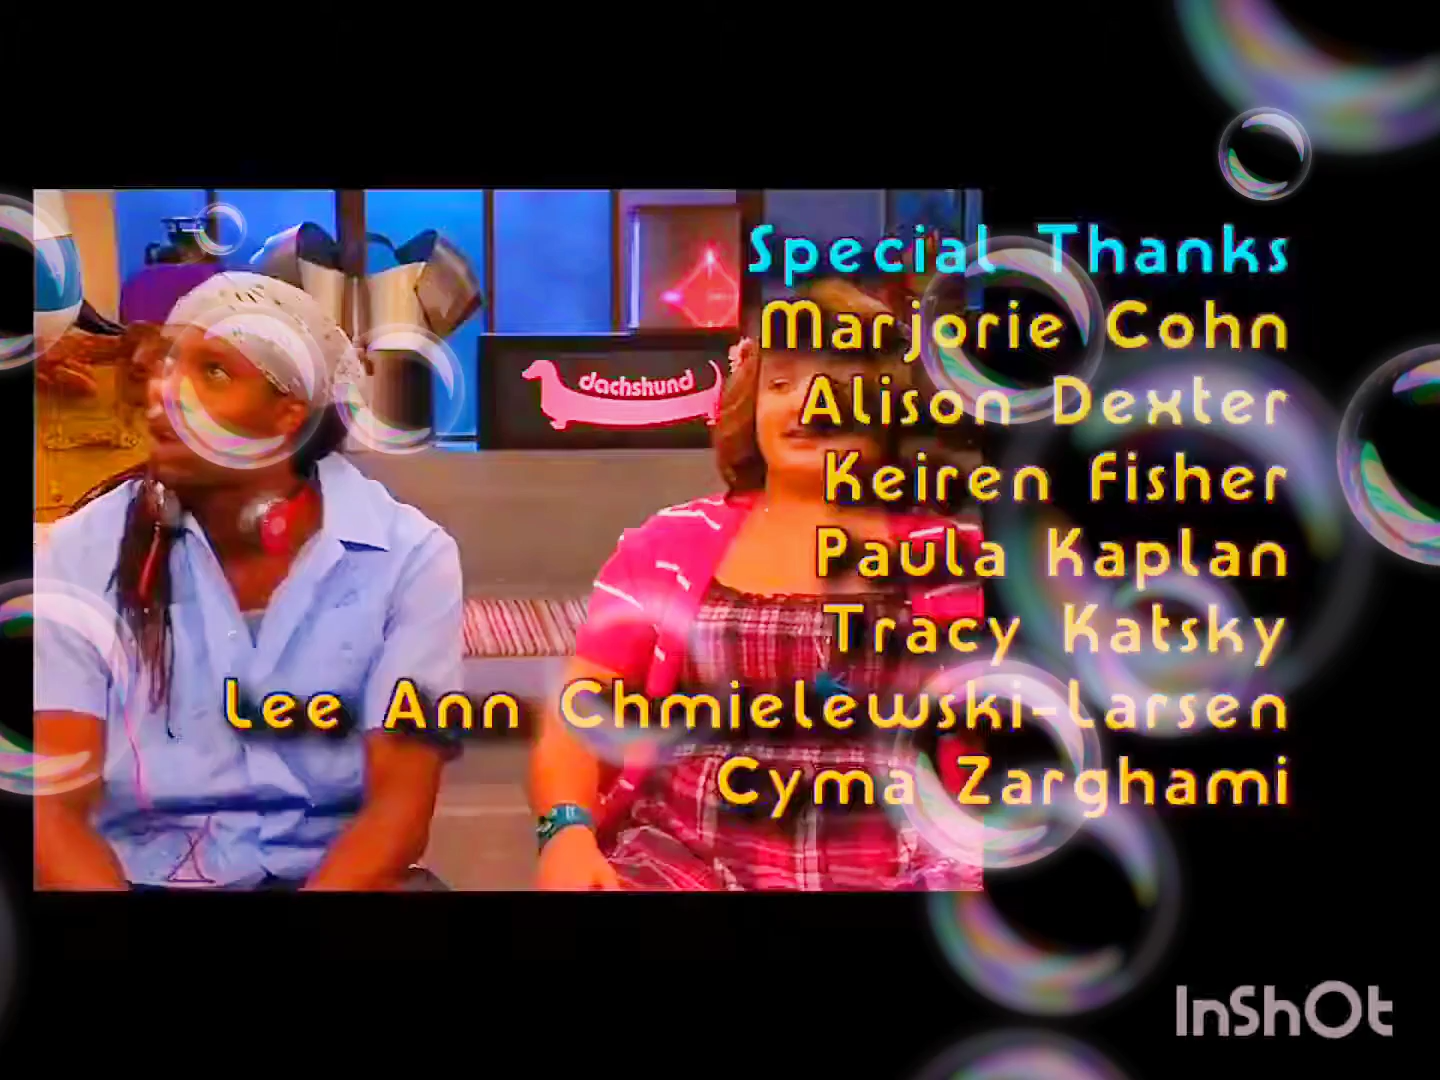 Special Thanks
Marjorie Cohn
Alison Dexter
Keiren Fisher
Paula Kaplan
Tracy Katsky
Lee Ann Chmielewski-Larsen
Cyma Zarghami
dachshund
InShOt